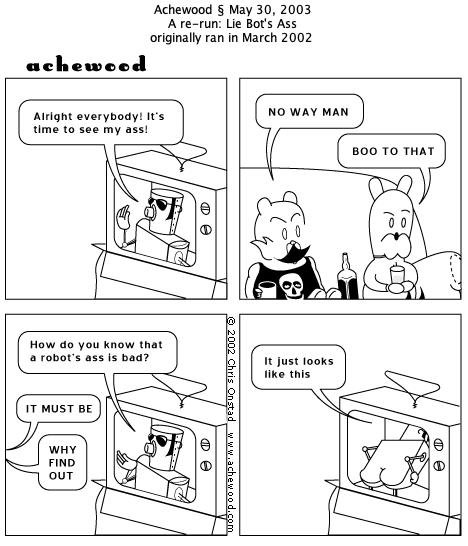 Achewood § May 30, 2003
A re-run: Lie Bot's Ass
originally ran in March 2002
achewood
Alright everybody! It's
time to see my ass!
NO WAY MAN
BOO TO THAT
How do you know that
a robot's ass is bad?
IT MUST BE
WHY
FIND
OUT
© 2002 Chris Onstad www.achewood.com
It just looks
like this